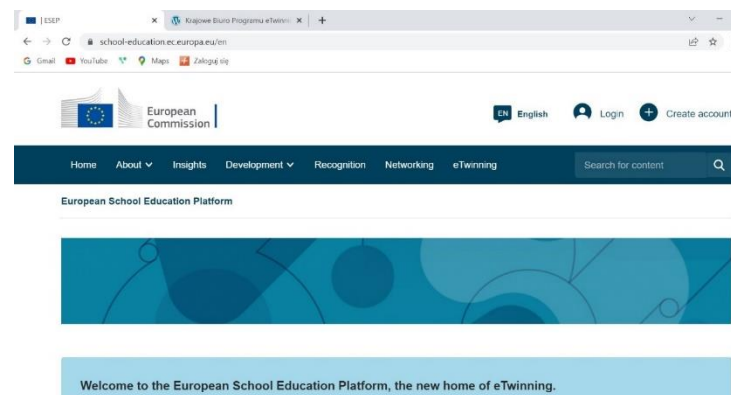 | ESEP
Krajowe Biuro Programu eTwinni
school-education.ec.europa.eu/en
Gmail YouTube Maps Zaloguj się
European
Commission
EN English Login Create account
Home About Insights Development Recognition Networking eTwinning Search for content
European School Education Platform
Welcome to the European School Education Platform, the new home of eTwinning.